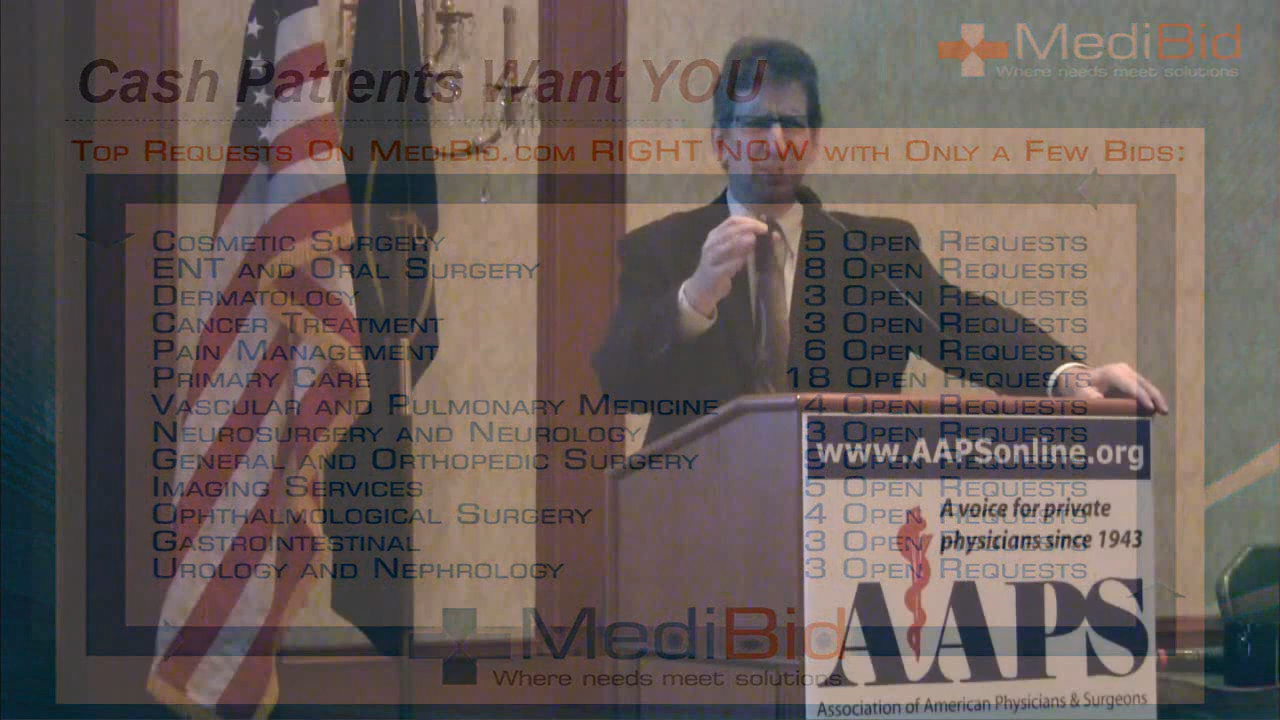 MediBid
Where needs meet solutions
Cash Patients Want YOU
TOP REQUESTS ON MEDIBID.COM RIGHT NOW WITH ONLY A FEW BIDS:
COSMETIC SURGERY 5 OPEN REQUESTS
ENT AND ORAL SURGERY 8 OPEN REQUESTS
DERMATOLOGY 3 OPEN REQUESTS
CANCER TREATMENT 3 OPEN REQUESTS
PAIN MANAGEMENT 6 OPEN REQUESTS
PRIMARY CARE 18 OPEN REQUESTS
VASCULAR AND PULMONARY MEDICINE 4 OPEN REQUESTS
NEUROSURGERY AND NEUROLOGY 3 OPEN REQUESTS
GENERAL AND ORTHOPEDIC SURGERY OPEN REQUESTS
IMAGING SERVICES 5 OPEN REQUESTS
OPHTHALMOLOGICAL SURGERY 4 OPEN REQUESTS
GASTROINTESTINAL 3 OPEN REQUESTS
UROLOGY AND NEPHROLOGY 3 OPEN REQUESTS
MediBid
Where needs meet solutions
www.AAPSonline.org
A voice for private
physicians since 1943
AAPS
Association of American Physicians & Surgeons